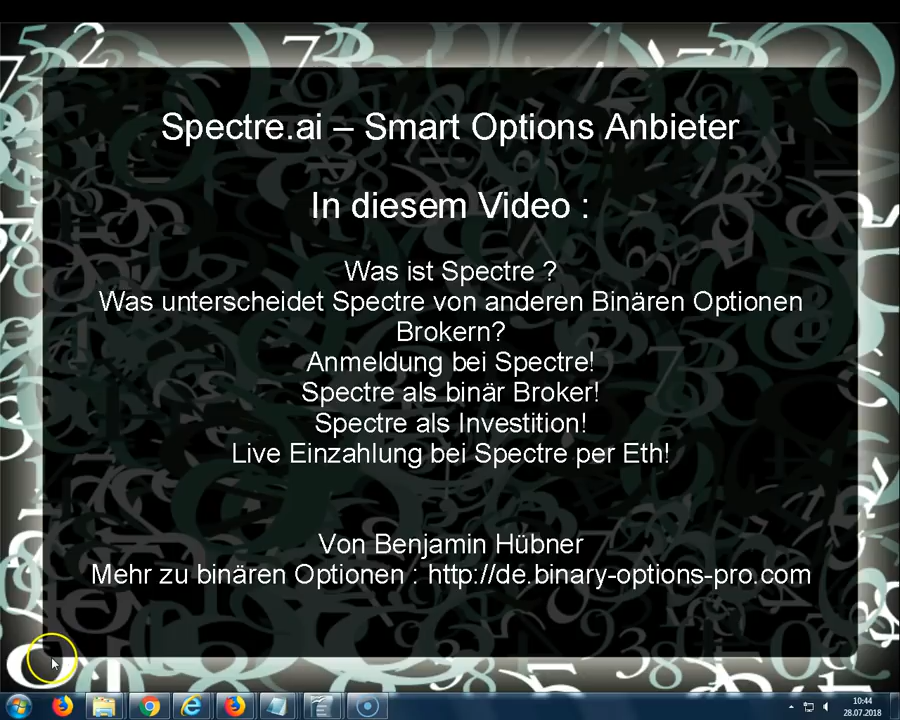 Spectre.ai – Smart Options Anbieter
In diesem Video :
Was ist Spectre ?
Was unterscheidet Spectre von anderen Binären Optionen
Brokern?
Anmeldung bei Spectre!
Spectre als binär Broker!
Spectre als Investition!
Live Einzahlung bei Spectre per Eth!
Von Benjamin Hübner
Mehr zu binären Optionen : http://de.binary-options-pro.com
10:44
28.07.2018